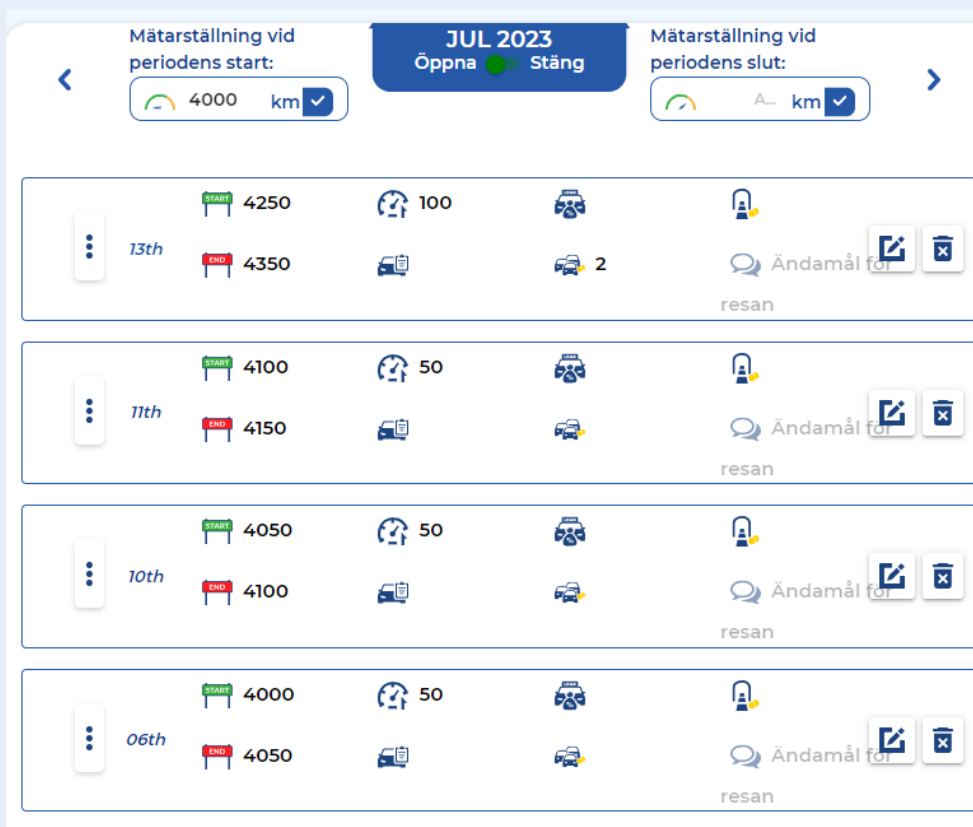 Mätarställning vid
periodens start:
4000 km
JUL 2023
Öppna Stäng
Mätarställning vid
periodens slut:
A... km
START 4250 100
13th
END 4350 2 Ändamål för
resan
START 4100 50
11th
END 4150 Ändamål för
resan
START 4050 50
10th
END 4100 Ändamål för
resan
START 4000 50
06th
END 4050 Ändamål för
resan